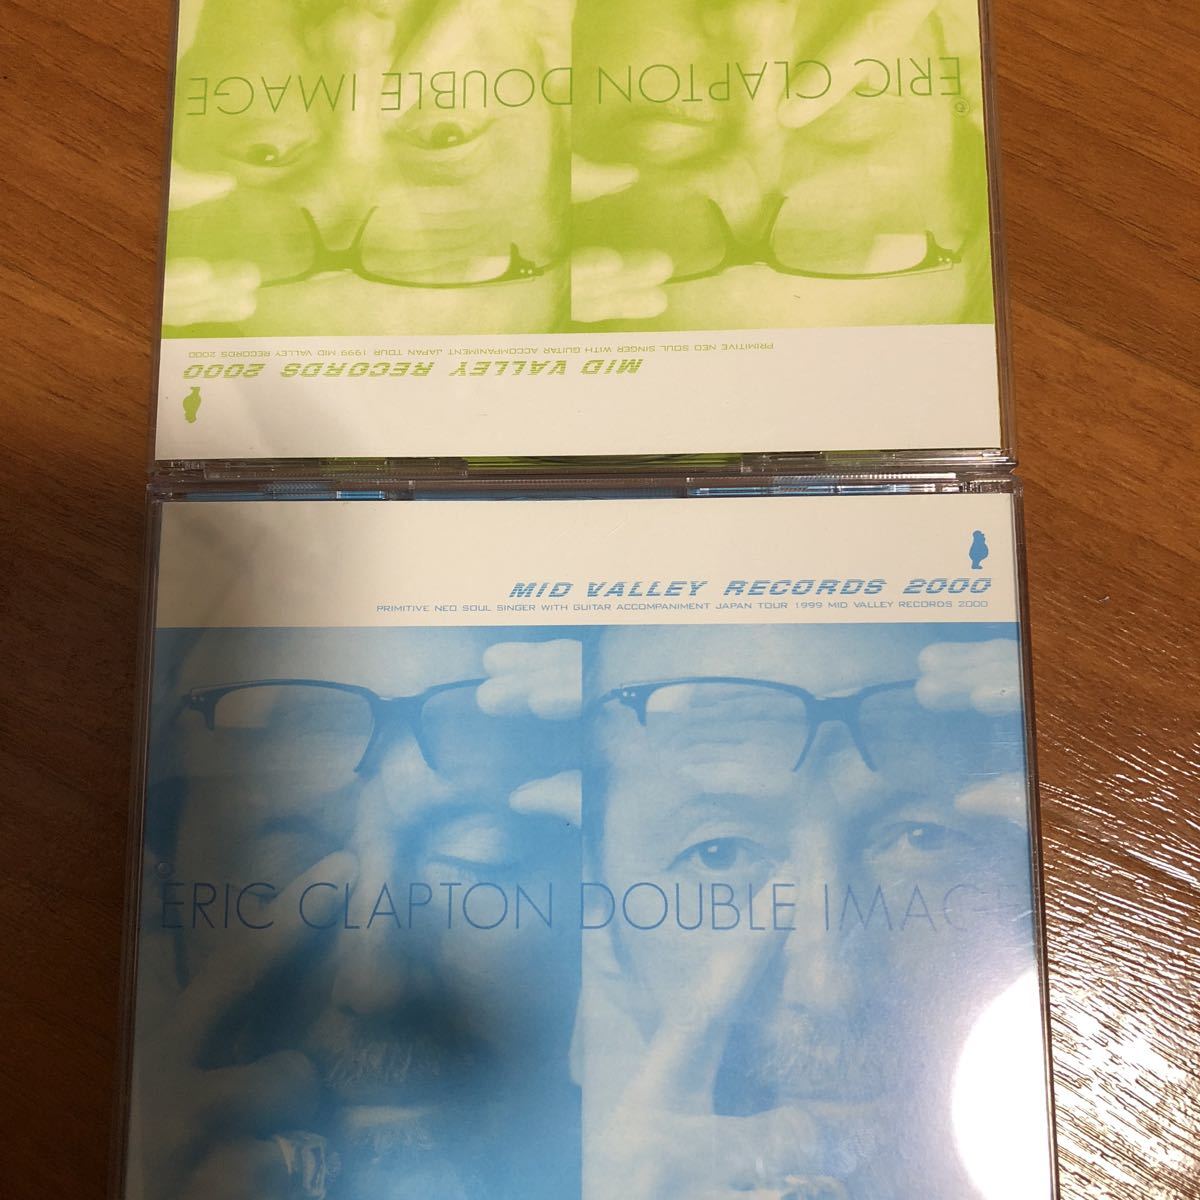 ERIC CLAPTON DOUBLE IMAGE
©
PRIMITIVE NEO SOUL SINGER WITH GUITAR ACCOMPANIMENT JAPAN TOUR 1999 MID VALLEY RECORDS 2000
MID VALLEY RECORDS 2000
MID VALLEY RECORDS 2000
PRIMITIVE NEO SOUL SINGER WITH GUITAR ACCOMPANIMENT JAPAN TOUR 1999 MID VALLEY RECORDS 2000
ERIC CLAPTON DOUBLE IMAGE